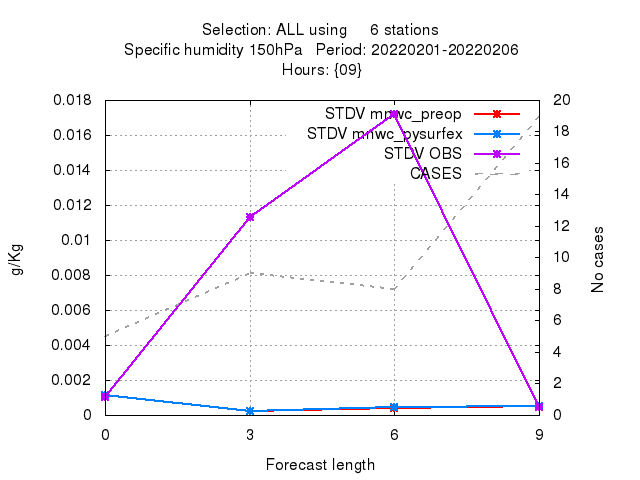 Selection: ALL using 6 stations
Specific humidity 150hPa Period: 20220201-20220206
Hours: {09}
0.018
0.016
0.014
0.012
0.01
0.008
0.006
0.004
0.002
0
20
18
16
14
12
10
8
6
4
2
0
STDV mnwc_preop
STDV mnwc_pysurfex
STDV OBS
CASES
g/Kg
No cases
0 3 6 9
Forecast length